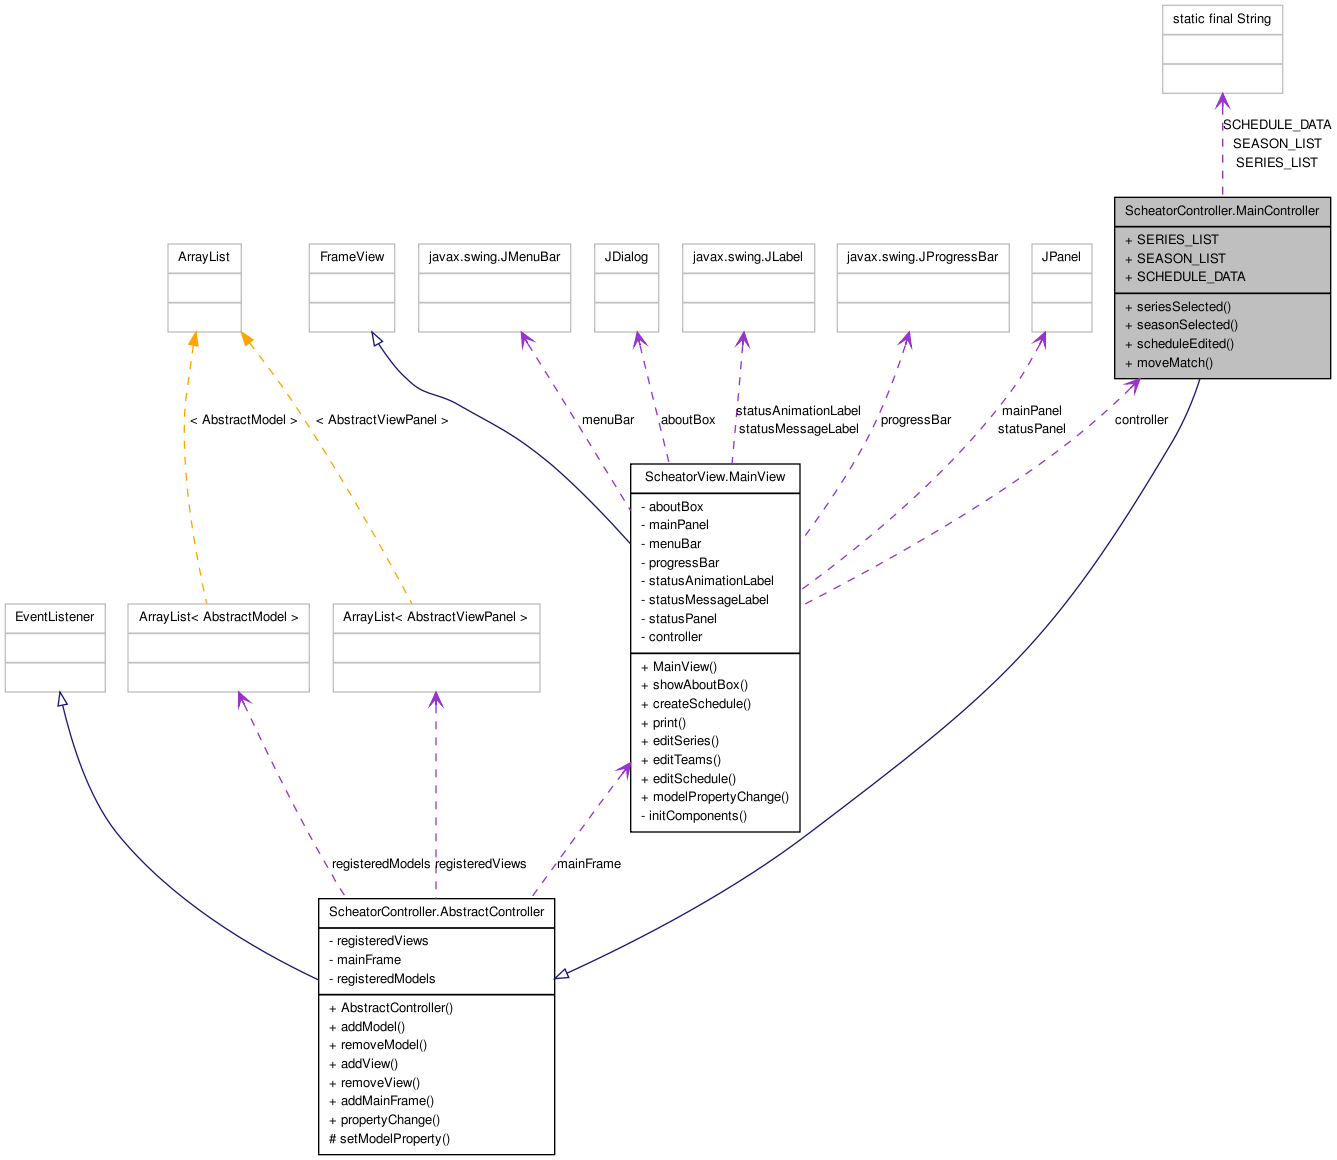 static final String
SCHEDULE_DATA
SEASON_LIST
SERIES_LIST
ScheatorController.MainController
+ SERIES_LIST
+ SEASON_LIST
+ SCHEDULE_DATA
+ seriesSelected()
+ seasonSelected()
+ scheduleEdited()
+ moveMatch()
ArrayList
FrameView
javax.swing.JMenuBar
JDialog
javax.swing.JLabel
javax.swing.JProgressBar
JPanel
< AbstractModel >
< AbstractViewPanel >
menuBar
aboutBox
statusAnimationLabel
statusMessageLabel
progressBar
mainPanel
statusPanel
controller
ScheatorView.MainView
- aboutBox
- mainPanel
- menuBar
- progressBar
- statusAnimationLabel
- statusMessageLabel
- statusPanel
- controller
+ MainView()
+ showAboutBox()
+ createSchedule()
+ print()
+ editSeries()
+ editTeams()
+ editSchedule()
+ modelPropertyChange()
- initComponents()
EventListener
ArrayList< AbstractModel >
ArrayList< AbstractViewPanel >
registeredModels
registeredViews
mainFrame
ScheatorController.AbstractController
- registeredViews
- mainFrame
- registeredModels
+ AbstractController()
+ addModel()
+ removeModel()
+ addView()
+ removeView()
+ addMainFrame()
+ propertyChange()
# setModelProperty()